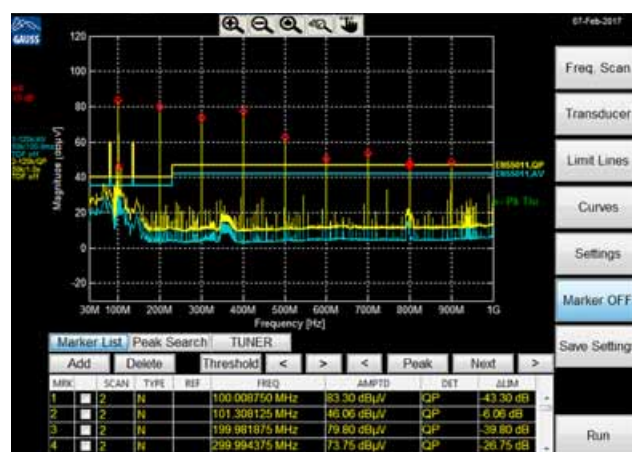 07-Feb-2017
GAUSS
120
100
80
60
40
20
0
-20
Magnitude [dBµV]
EB55011.QP
EB55011.AV
30M 100M 200M 300M 400M 500M 600M 700M 800M 900M 1G
Frequency [Hz]
Freq. Scan
Transducer
Limit Lines
Curves
Settings
Marker OFF
Save Setting
Run
Marker List Peak Search TUNER
Add Delete Threshold < > < Peak Next >
MRK SCAN TYPE REF FREQ AMPTD DET ΔLIM
1 2 N 100.008750 MHz 83.30 dBµV QP -43.30 dB
2 2 N 101.308125 MHz 46.06 dBµV QP -6.06 dB
3 2 N 199.981875 MHz 79.80 dBµV QP -39.80 dB
4 2 N 299.994375 MHz 73.75 dBµV QP -26.75 dB